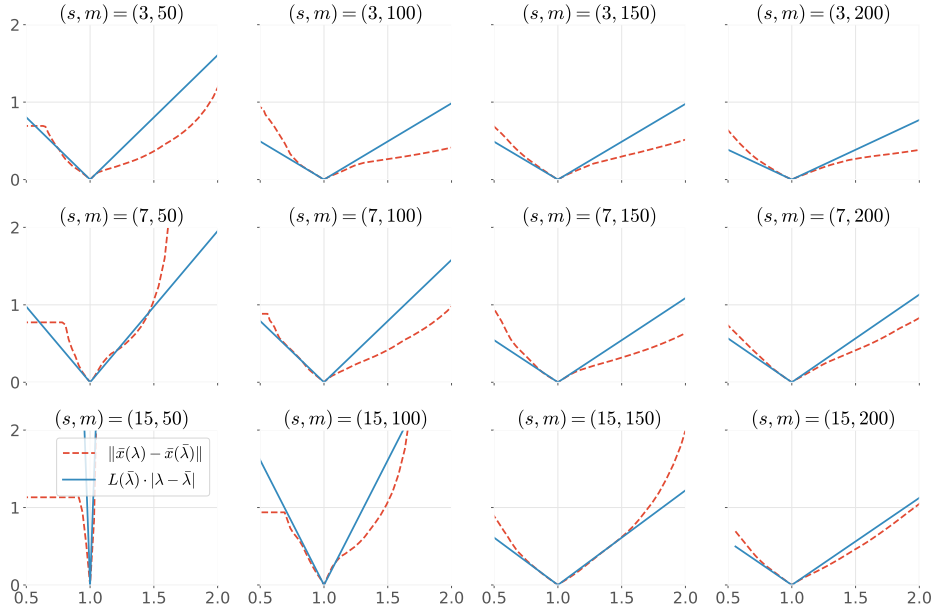 (s, m) = (3, 50) (s, m) = (3, 100) (s, m) = (3, 150) (s, m) = (3, 200)
2
1
0
(s, m) = (7, 50) (s, m) = (7, 100) (s, m) = (7, 150) (s, m) = (7, 200)
2
1
0
(s, m) = (15, 50) (s, m) = (15, 100) (s, m) = (15, 150) (s, m) = (15, 200)
2
‖x̄(λ) − x̄(λ̄)‖
L(λ̄) · |λ − λ̄|
1
0
0.5 1.0 1.5 2.0 0.5 1.0 1.5 2.0 0.5 1.0 1.5 2.0 0.5 1.0 1.5 2.0